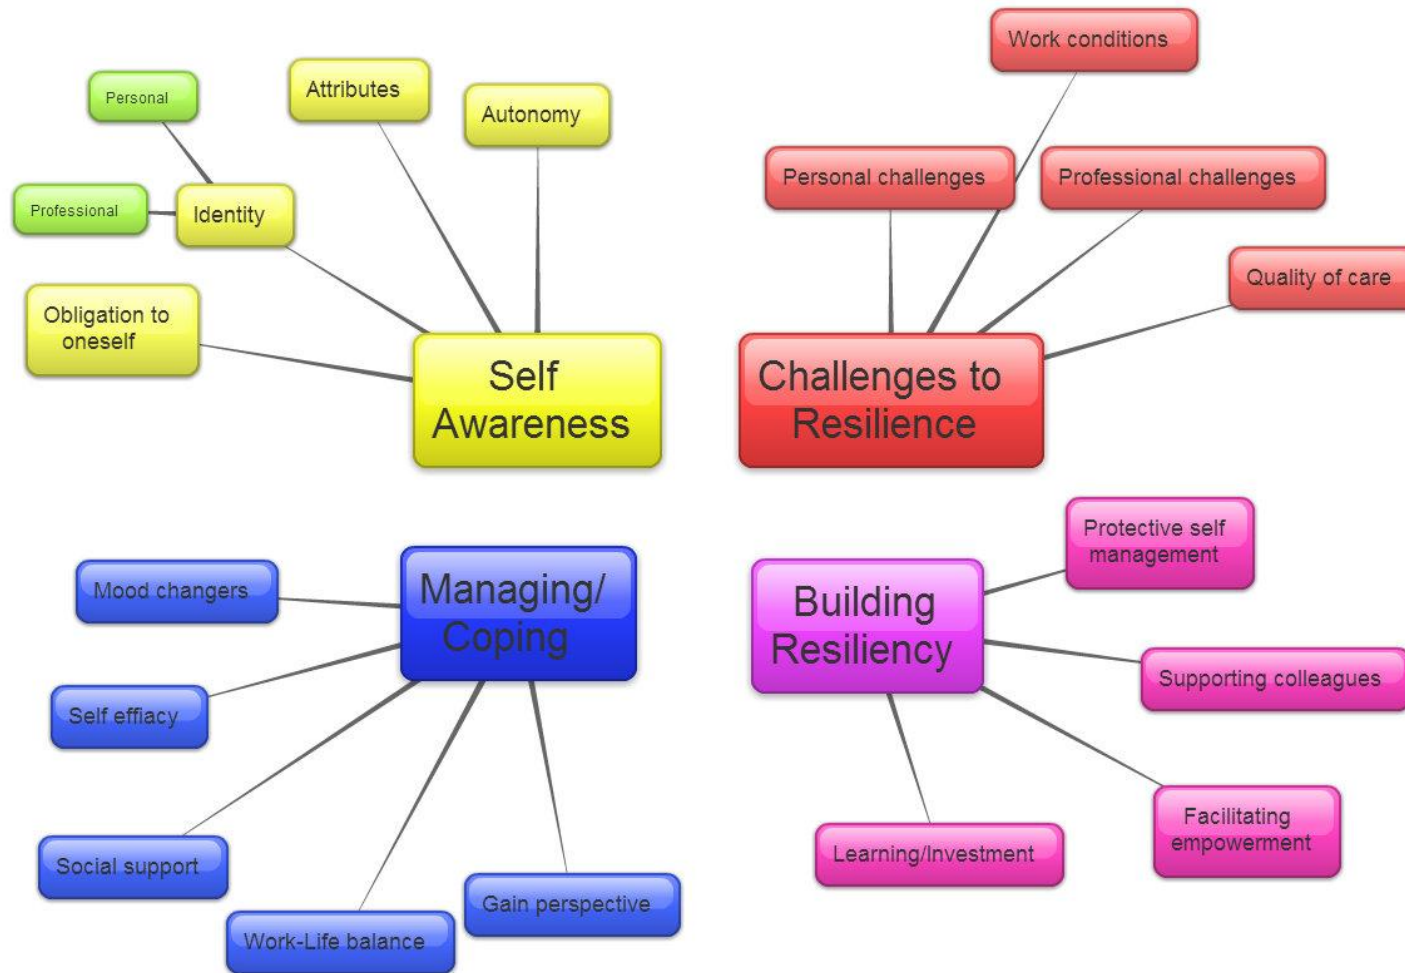 Work conditions
Personal
Attributes
Autonomy
Personal challenges
Professional challenges
Professional
Identity
Quality of care
Obligation to
oneself
Self
Awareness
Challenges to
Resilience
Protective self
management
Mood changers
Managing/
Coping
Building
Resiliency
Supporting colleagues
Self effiacy
Facilitating
empowerment
Social support
Learning/Investment
Gain perspective
Work-Life balance